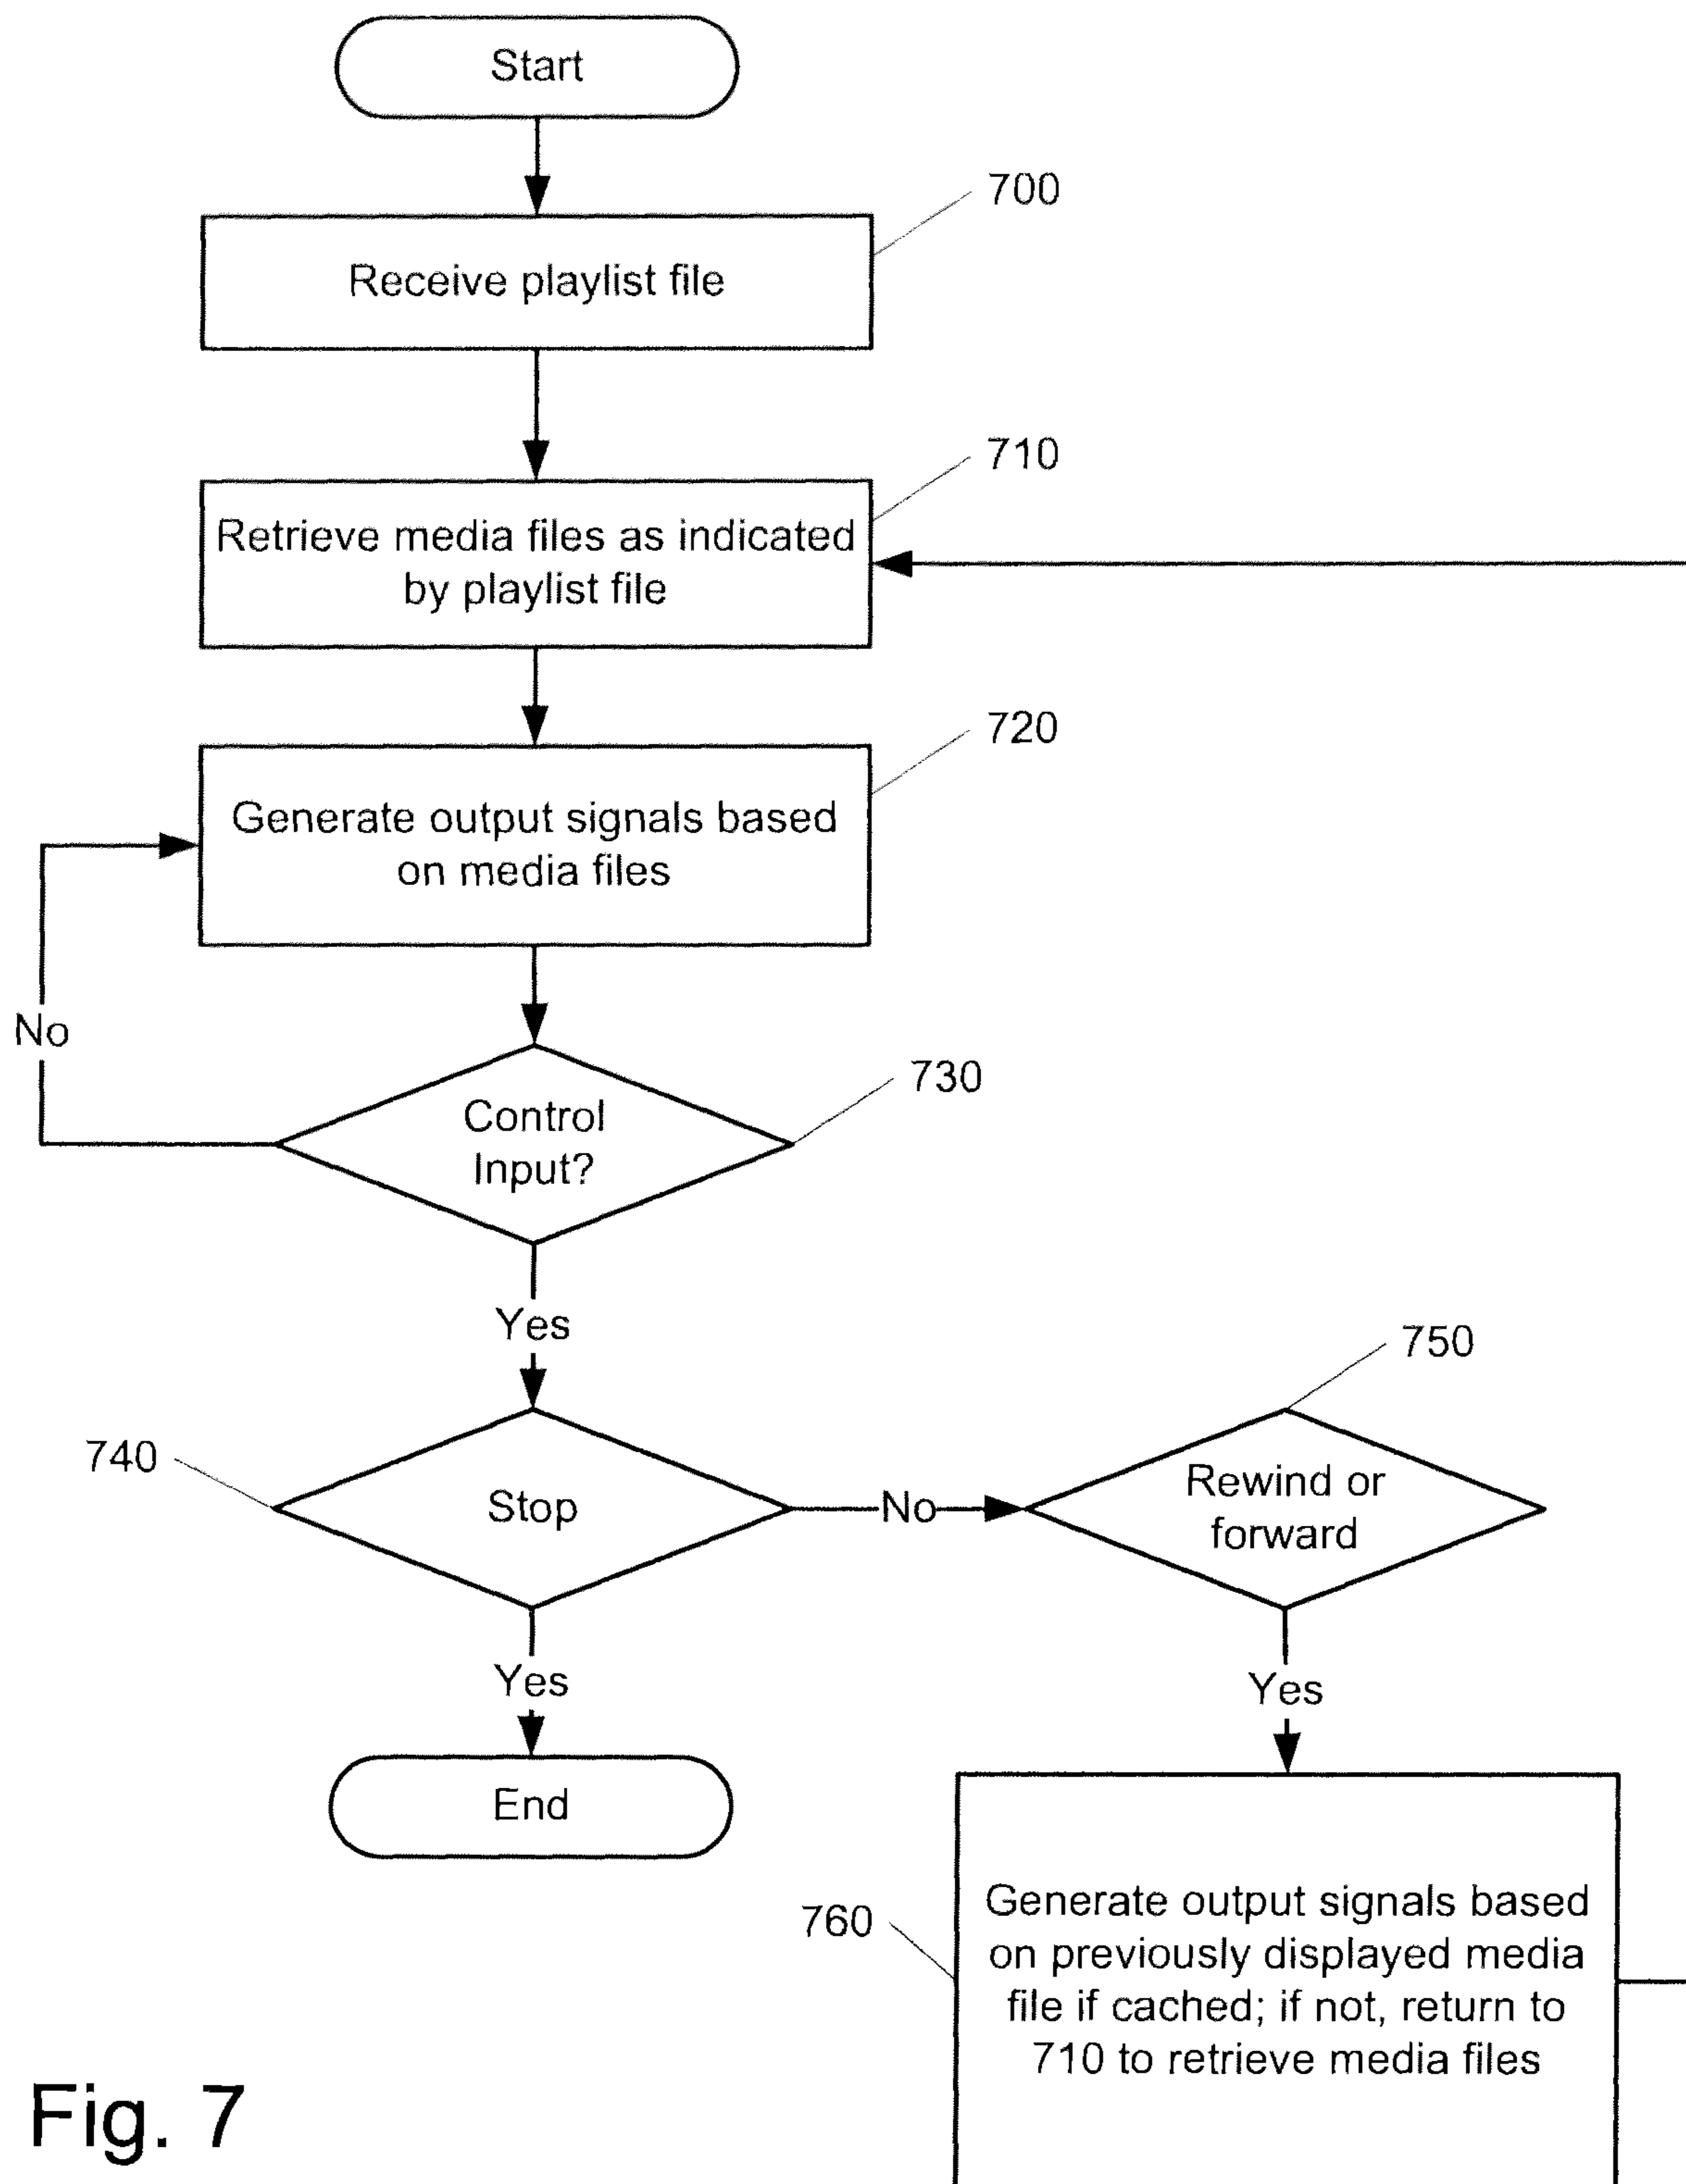 Start
700
Receive playlist file
710
Retrieve media files as indicated
by playlist file
720
Generate output signals based
on media files
No
730
Control
Input?
Yes
750
740
Stop
No
Rewind or
forward
Yes
Yes
End
760
Generate output signals based
on previously displayed media
file if cached; if not, return to
710 to retrieve media files
Fig. 7